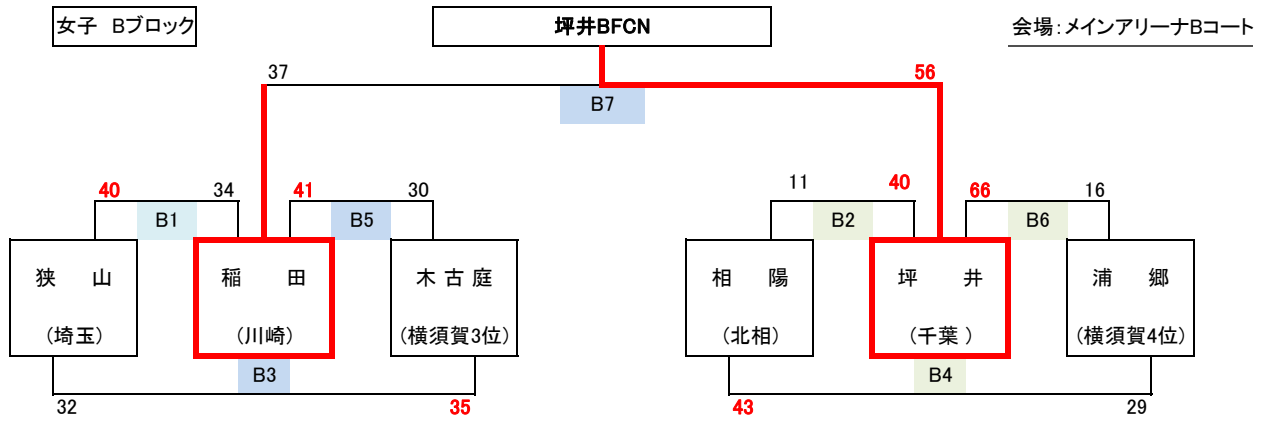 女子 Bブロック
坪井BFCN
会場:メインアリーナBコート
37
56
B7
40
34
41
30
11
40
66
16
B1
B5
B2
B6
狭 山
稲 田
木 古 庭
相 陽
坪 井
浦 郷
(埼玉)
(川崎)
(横須賀3位)
(北相)
(千葉 )
(横須賀4位)
B3
B4
32
35
43
29